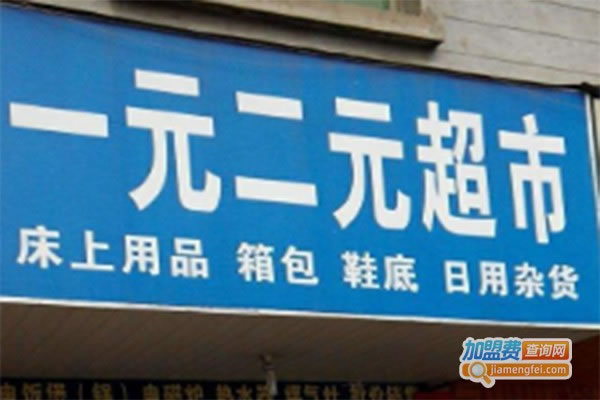 一元二元超市
床上用品 箱包 鞋底 日用杂货
加盟费查询网
jiamengfei.com